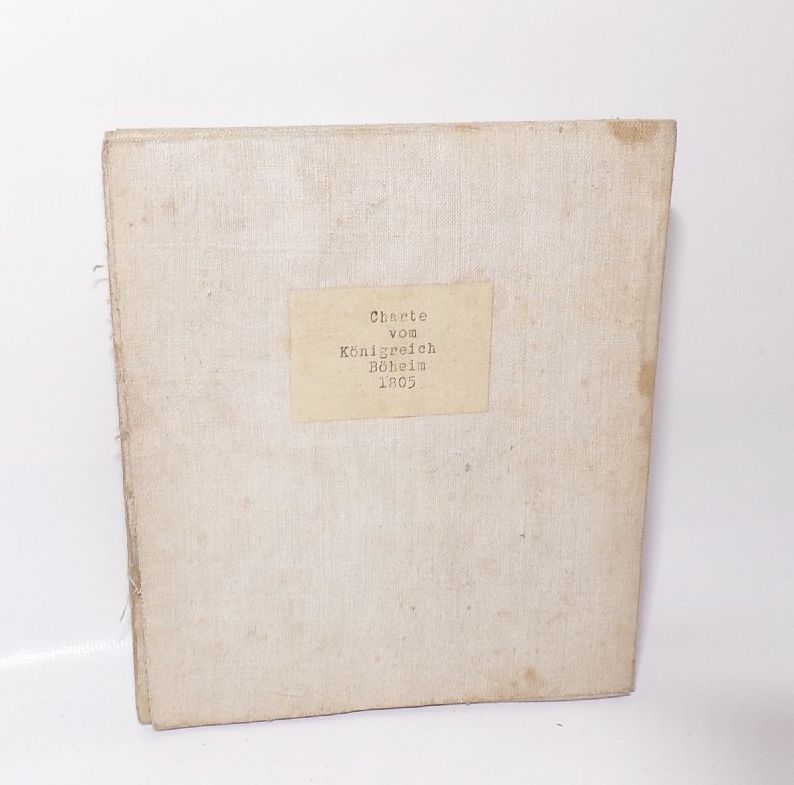 Charte
vom
Königreich
Böheim
1805